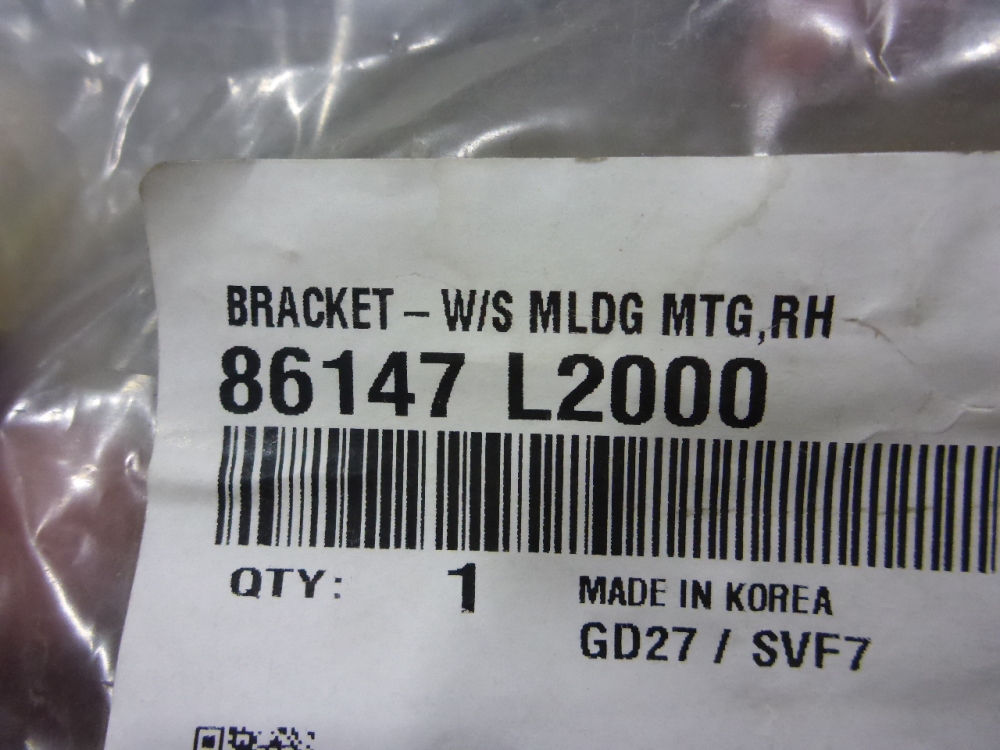 BRACKET – W/S MLDG MTG,RH
86147 L2000
QTY: 1 MADE IN KOREA
GD27 / SVF7